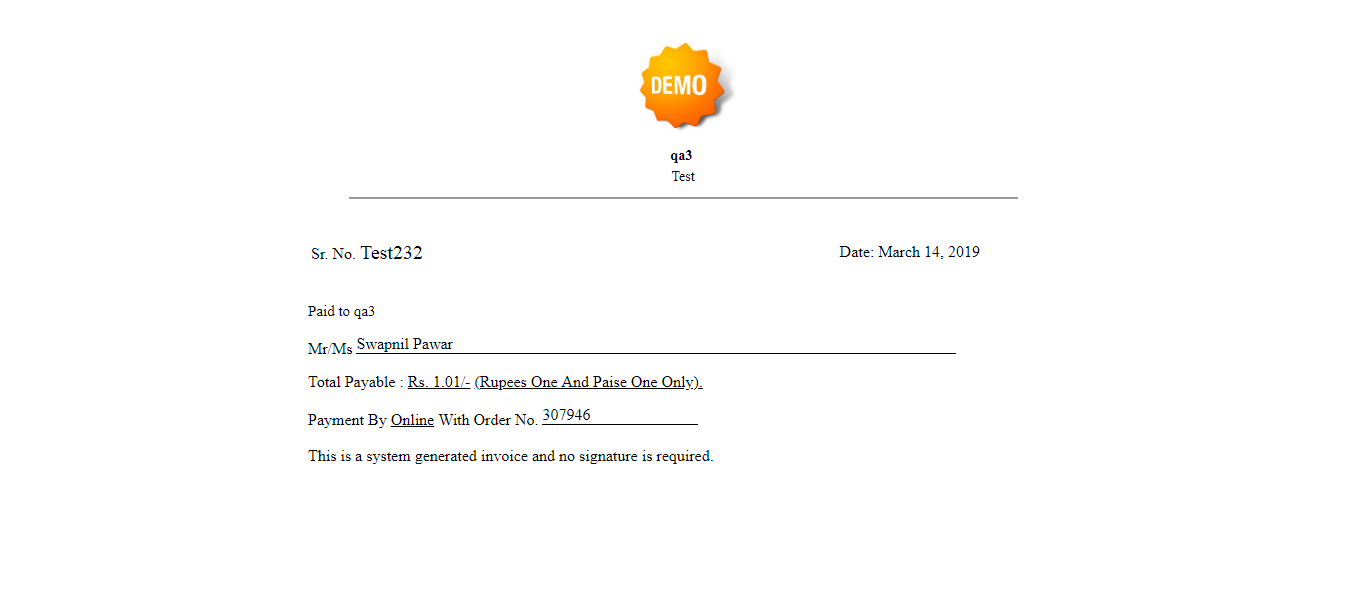 DEMO
qa3
Test
Sr. No. Test232 Date: March 14, 2019
Paid to qa3
Mr/Ms Swapnil Pawar
Total Payable : Rs. 1.01/- (Rupees One And Paise One Only).
Payment By Online With Order No. 307946
This is a system generated invoice and no signature is required.